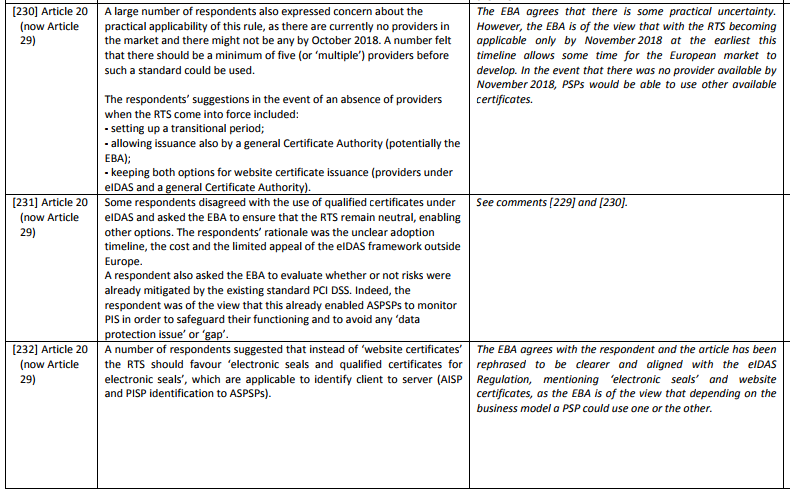 [230] Article 20
(now Article
29)
A large number of respondents also expressed concern about the
practical applicability of this rule, as there are currently no providers in
the market and there might not be any by October 2018. A number felt
that there should be a minimum of five (or ‘multiple’) providers before
such a standard could be used.
The respondents’ suggestions in the event of an absence of providers
when the RTS come into force included:
- setting up a transitional period;
- allowing issuance also by a general Certificate Authority (potentially the
EBA);
- keeping both options for website certificate issuance (providers under
eIDAS and a general Certificate Authority).
The EBA agrees that there is some practical uncertainty.
However, the EBA is of the view that with the RTS becoming
applicable only by November 2018 at the earliest this
timeline allows some time for the European market to
develop. In the event that there was no provider available by
November 2018, PSPs would be able to use other available
certificates.
[231] Article 20
(now Article
29)
Some respondents disagreed with the use of qualified certificates under
eIDAS and asked the EBA to ensure that the RTS remain neutral, enabling
other options. The respondents’ rationale was the unclear adoption
timeline, the cost and the limited appeal of the eIDAS framework outside
Europe.
A respondent also asked the EBA to evaluate whether or not risks were
already mitigated by the existing standard PCI DSS. Indeed, the
respondent was of the view that this already enabled ASPSPs to monitor
PIS in order to safeguard their functioning and to avoid any ‘data
protection issue’ or ‘gap’.
See comments [229] and [230].
[232] Article 20
(now Article
29)
A number of respondents suggested that instead of ‘website certificates’
the RTS should favour ‘electronic seals and qualified certificates for
electronic seals’, which are applicable to identify client to server (AISP
and PISP identification to ASPSPs).
The EBA agrees with the respondent and the article has been
rephrased to be clearer and aligned with the eIDAS
Regulation, mentioning ‘electronic seals’ and website
certificates, as the EBA is of the view that depending on the
business model a PSP could use one or the other.